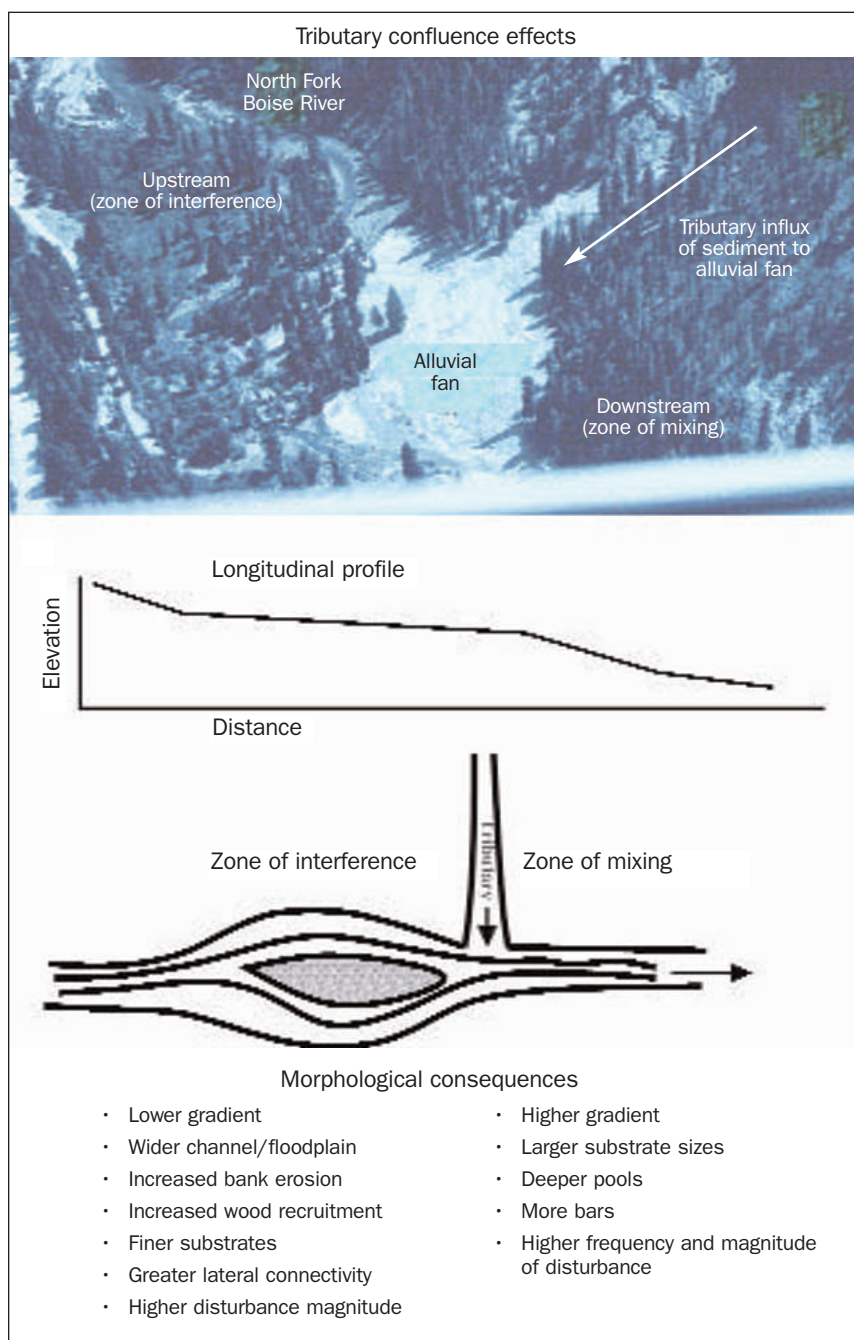 Tributary confluence effects
North Fork
Boise River
Upstream
(zone of interference)
Tributary influx
of sediment to
alluvial fan
Alluvial
fan
Downstream
(zone of mixing)
Longitudinal profile
Elevation
Distance
Zone of interference
Tributary
Zone of mixing
Morphological consequences
· Lower gradient
· Wider channel/floodplain
· Increased bank erosion
· Increased wood recruitment
· Finer substrates
· Greater lateral connectivity
· Higher disturbance magnitude
· Higher gradient
· Larger substrate sizes
· Deeper pools
· More bars
· Higher frequency and magnitude
of disturbance